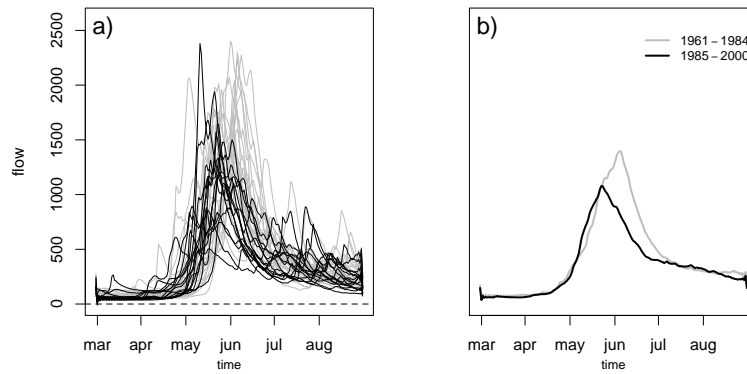 a)
flow
2500
2000
1500
1000
500
0
mar apr may jun jul aug
time
b)
1961 – 1984
1985 – 2000
mar apr may jun jul aug
time